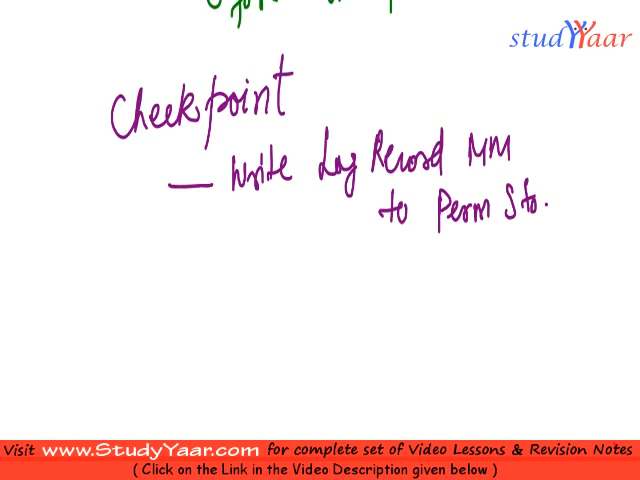 studYYaar
Checkpoint
— Write Log Record MM
to Perm Sto.
Visit www.StudyYaar.com for complete set of Video Lessons & Revision Notes
( Click on the Link in the Video Description given below )